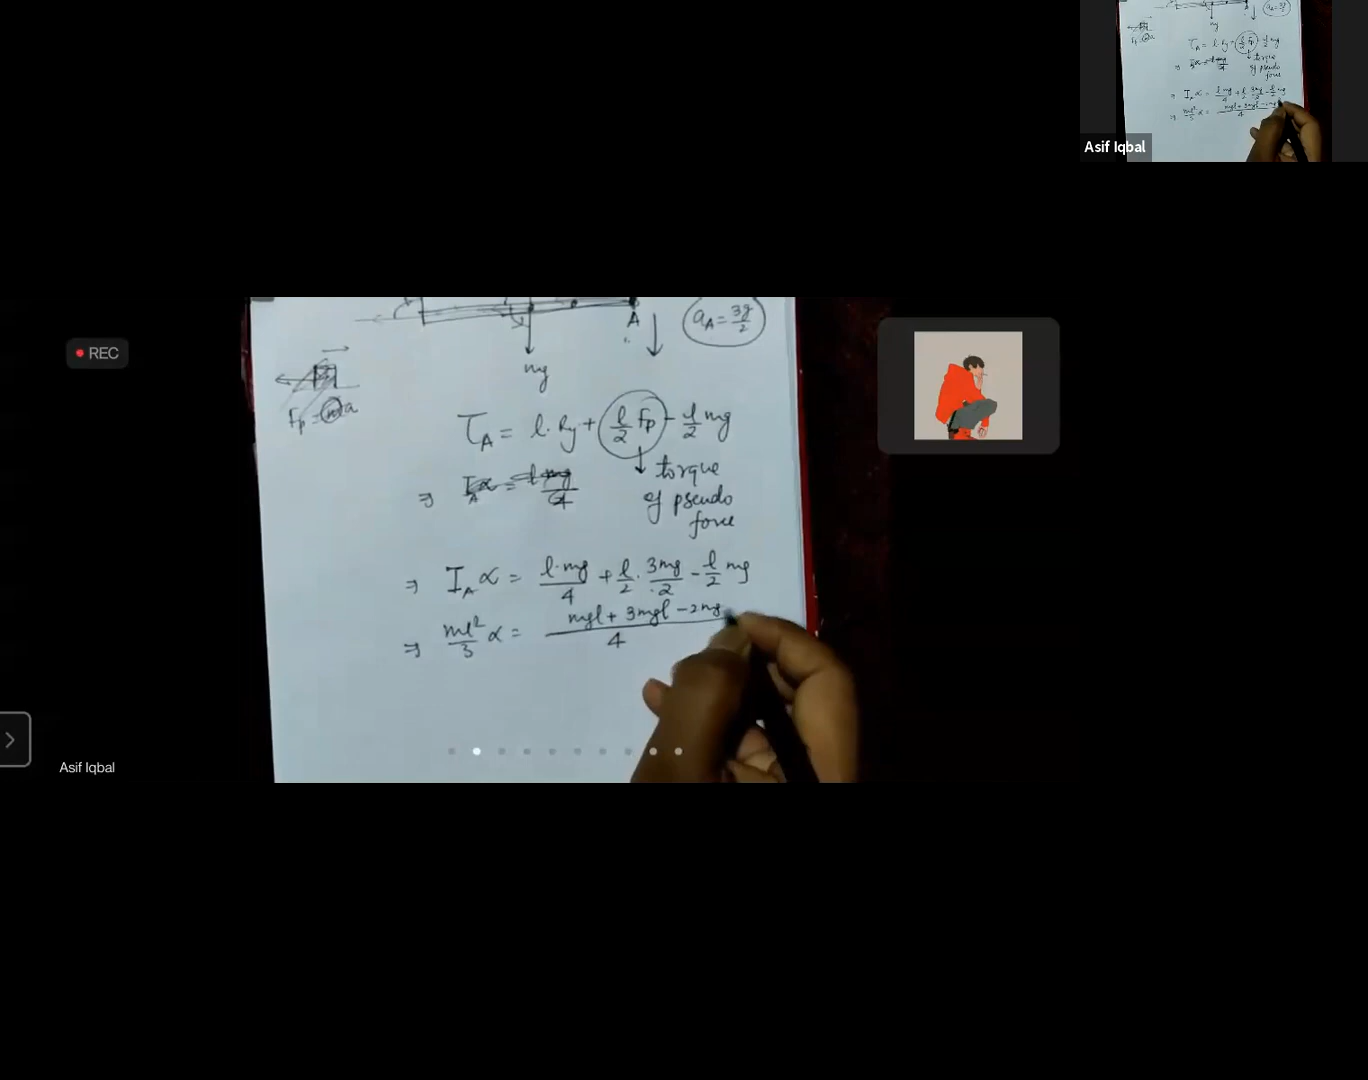 REC
Asif Iqbal
a_A = 3g/2
A
mg
F_p = ma
τ_A = l·R_y + l/2 F_p - l/2 mg
torque
of pseudo
force
⇒ I_A α = l·mg/4 + l/2 · 3mg/2 - l/2 mg
⇒ ml²/3 α = mgl + 3mgl - 2mg / 4
Asif Iqbal